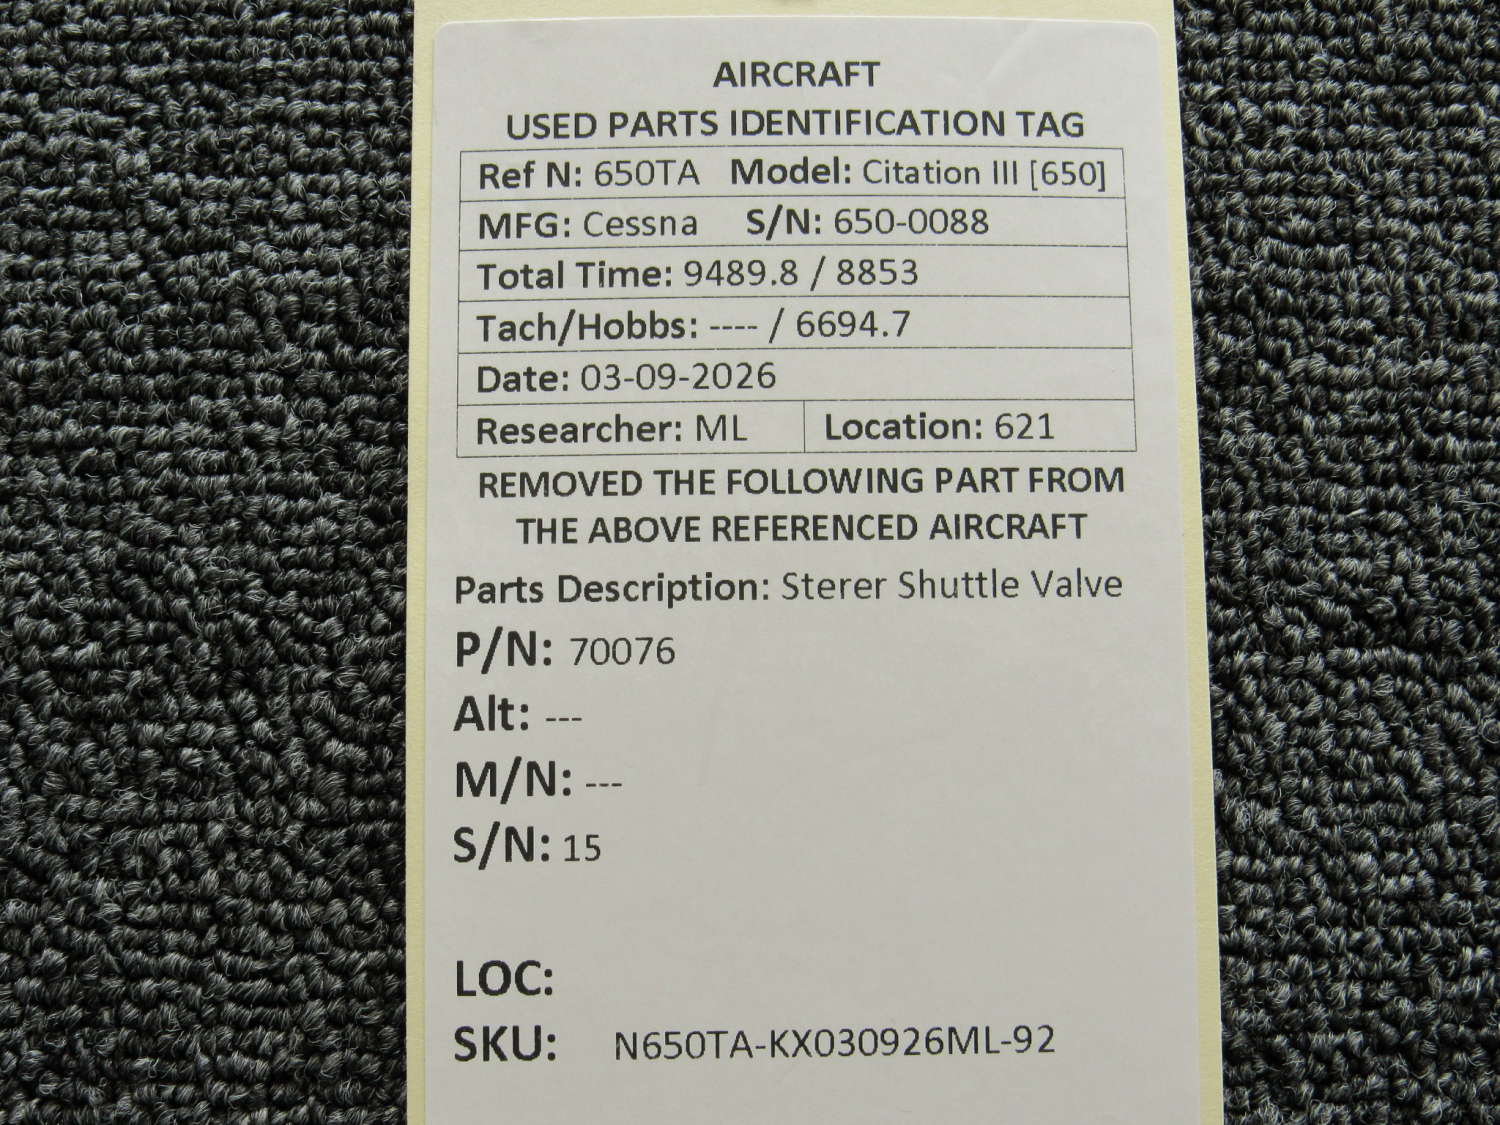 AIRCRAFT
USED PARTS IDENTIFICATION TAG
Ref N: 650TA Model: Citation III [650]
MFG: Cessna S/N: 650-0088
Total Time: 9489.8 / 8853
Tach/Hobbs: ---- / 6694.7
Date: 03-09-2026
Researcher: ML Location: 621
REMOVED THE FOLLOWING PART FROM
THE ABOVE REFERENCED AIRCRAFT
Parts Description: Sterer Shuttle Valve
P/N: 70076
Alt: ---
M/N: ---
S/N: 15
LOC:
SKU: N650TA-KX030926ML-92